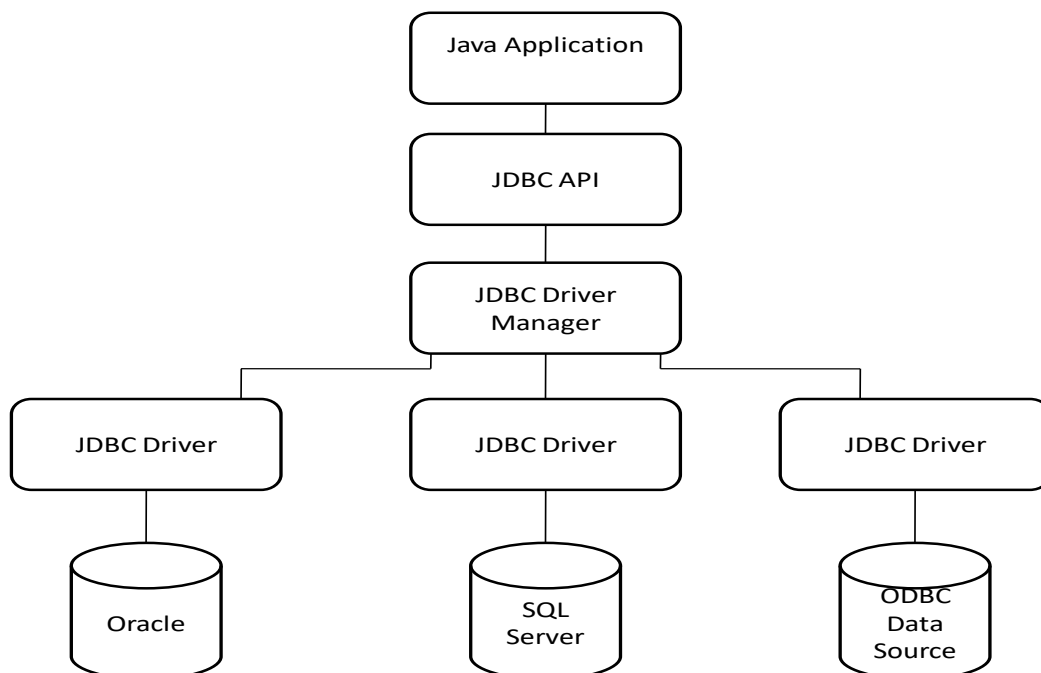 Java Application
JDBC API
JDBC Driver
Manager
JDBC Driver
JDBC Driver
JDBC Driver
Oracle
SQL
Server
ODBC
Data
Source